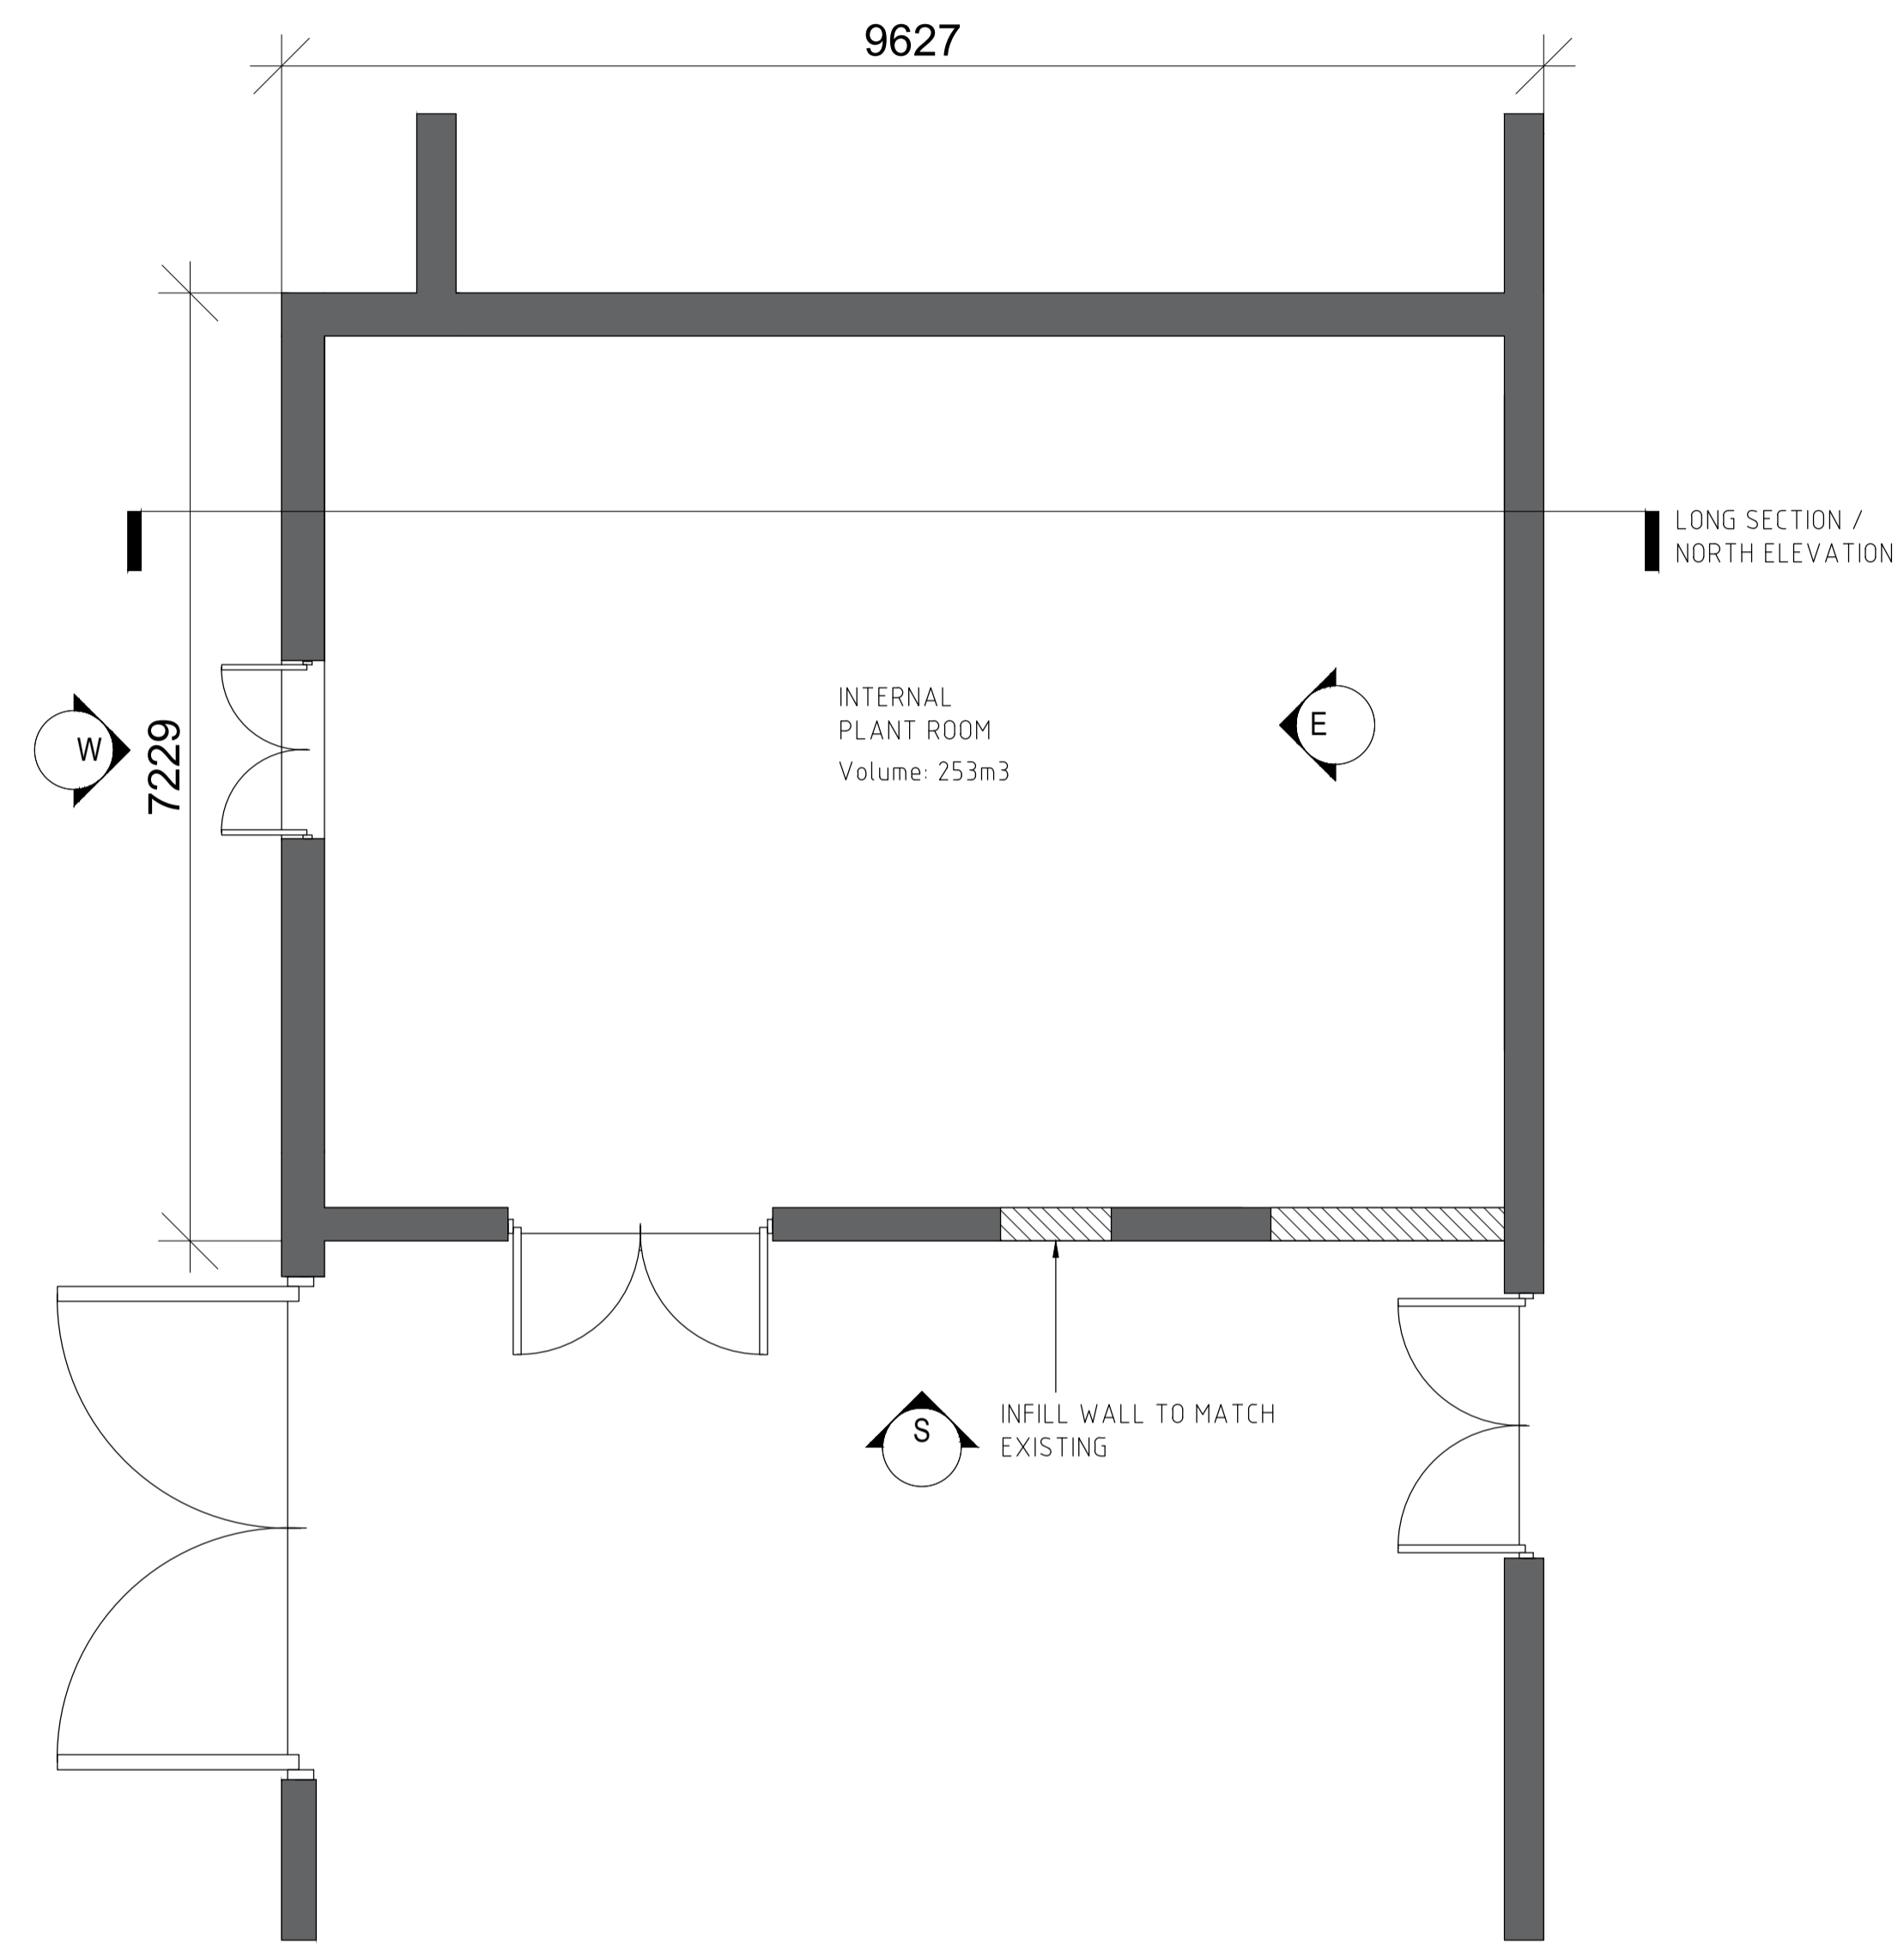 9627
LONG SECTION /
NORTH ELEVATION
INTERNAL
PLANT ROOM
Volume: 253m3
E
W
7229
INFILL WALL TO MATCH
EXISTING
S